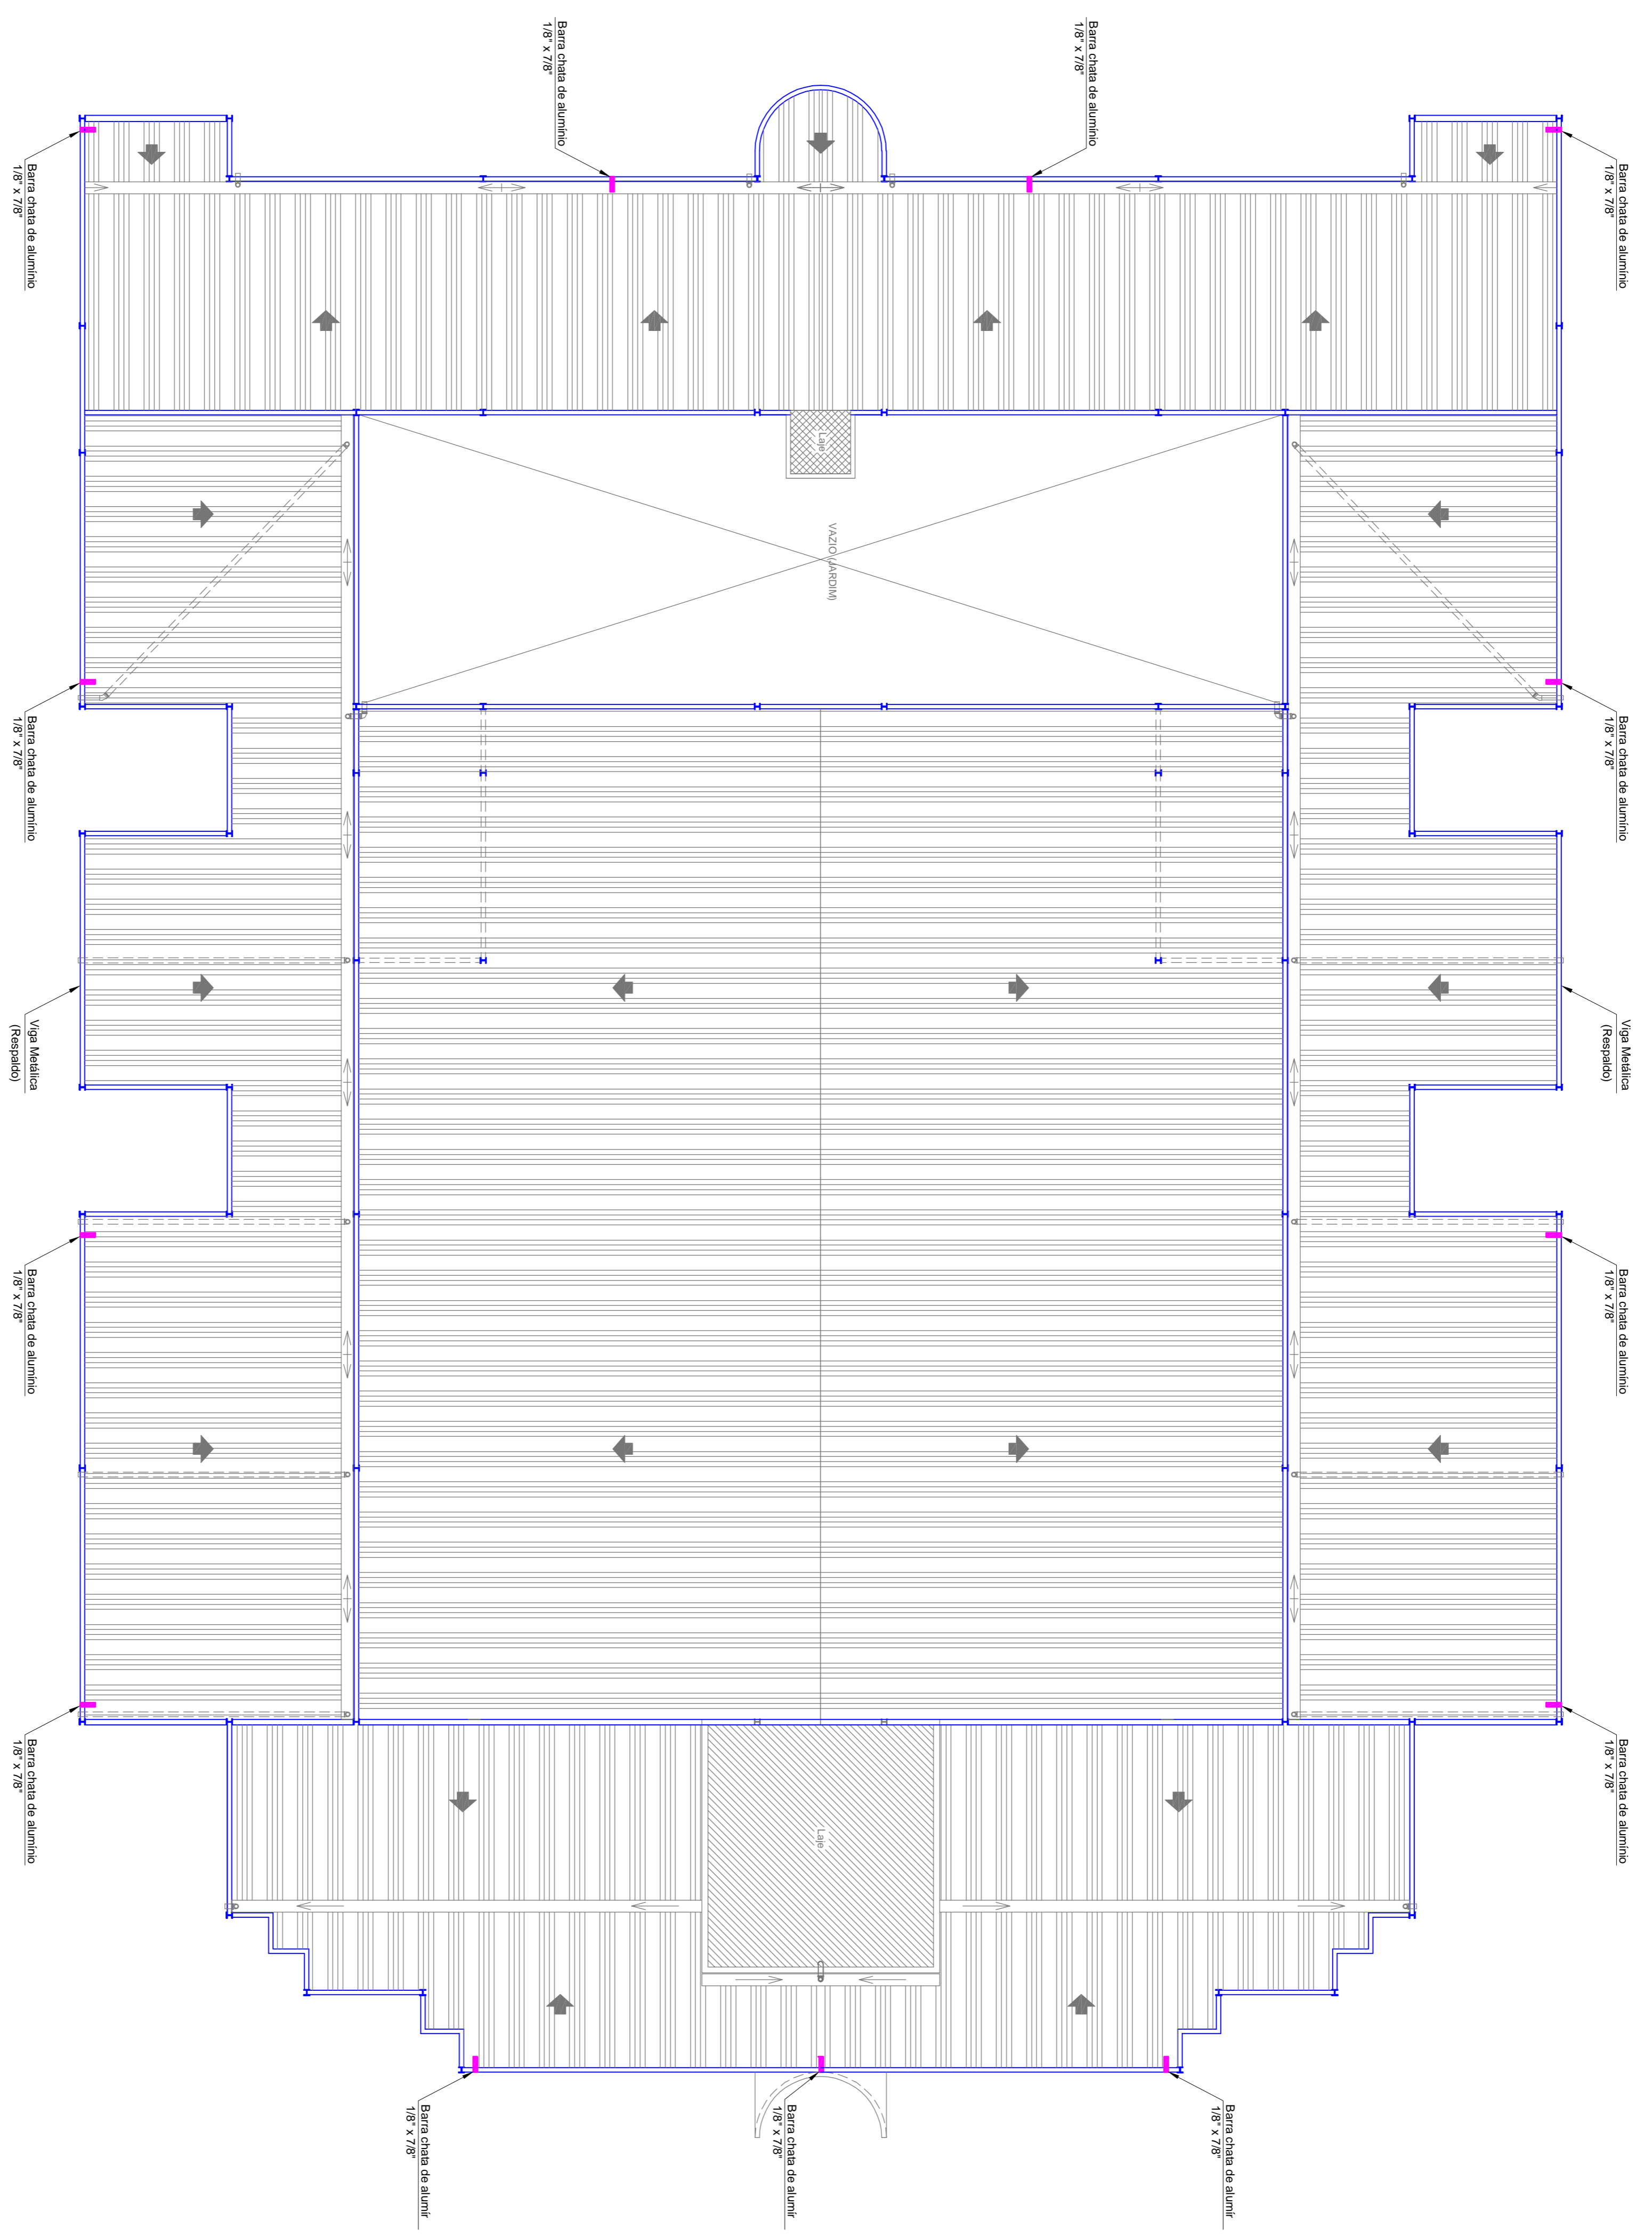 Barra chata de alumínio
1/8" x 7/8"
Barra chata de alumínio
1/8" x 7/8"
Barra chata de alumínio
1/8" x 7/8"
Barra chata de alumínio
1/8" x 7/8"
Laje
VAZIO (JARDIM)
Barra chata de alumínio
1/8" x 7/8"
Barra chata de alumínio
1/8" x 7/8"
Viga Metálica
(Respaldo)
Viga Metálica
(Respaldo)
Barra chata de alumínio
1/8" x 7/8"
Barra chata de alumínio
1/8" x 7/8"
Barra chata de alumínio
1/8" x 7/8"
Barra chata de alumínio
1/8" x 7/8"
Laje
Barra chata de alumír
1/8" x 7/8"
Barra chata de alumír
1/8" x 7/8"
Barra chata de alumír
1/8" x 7/8"